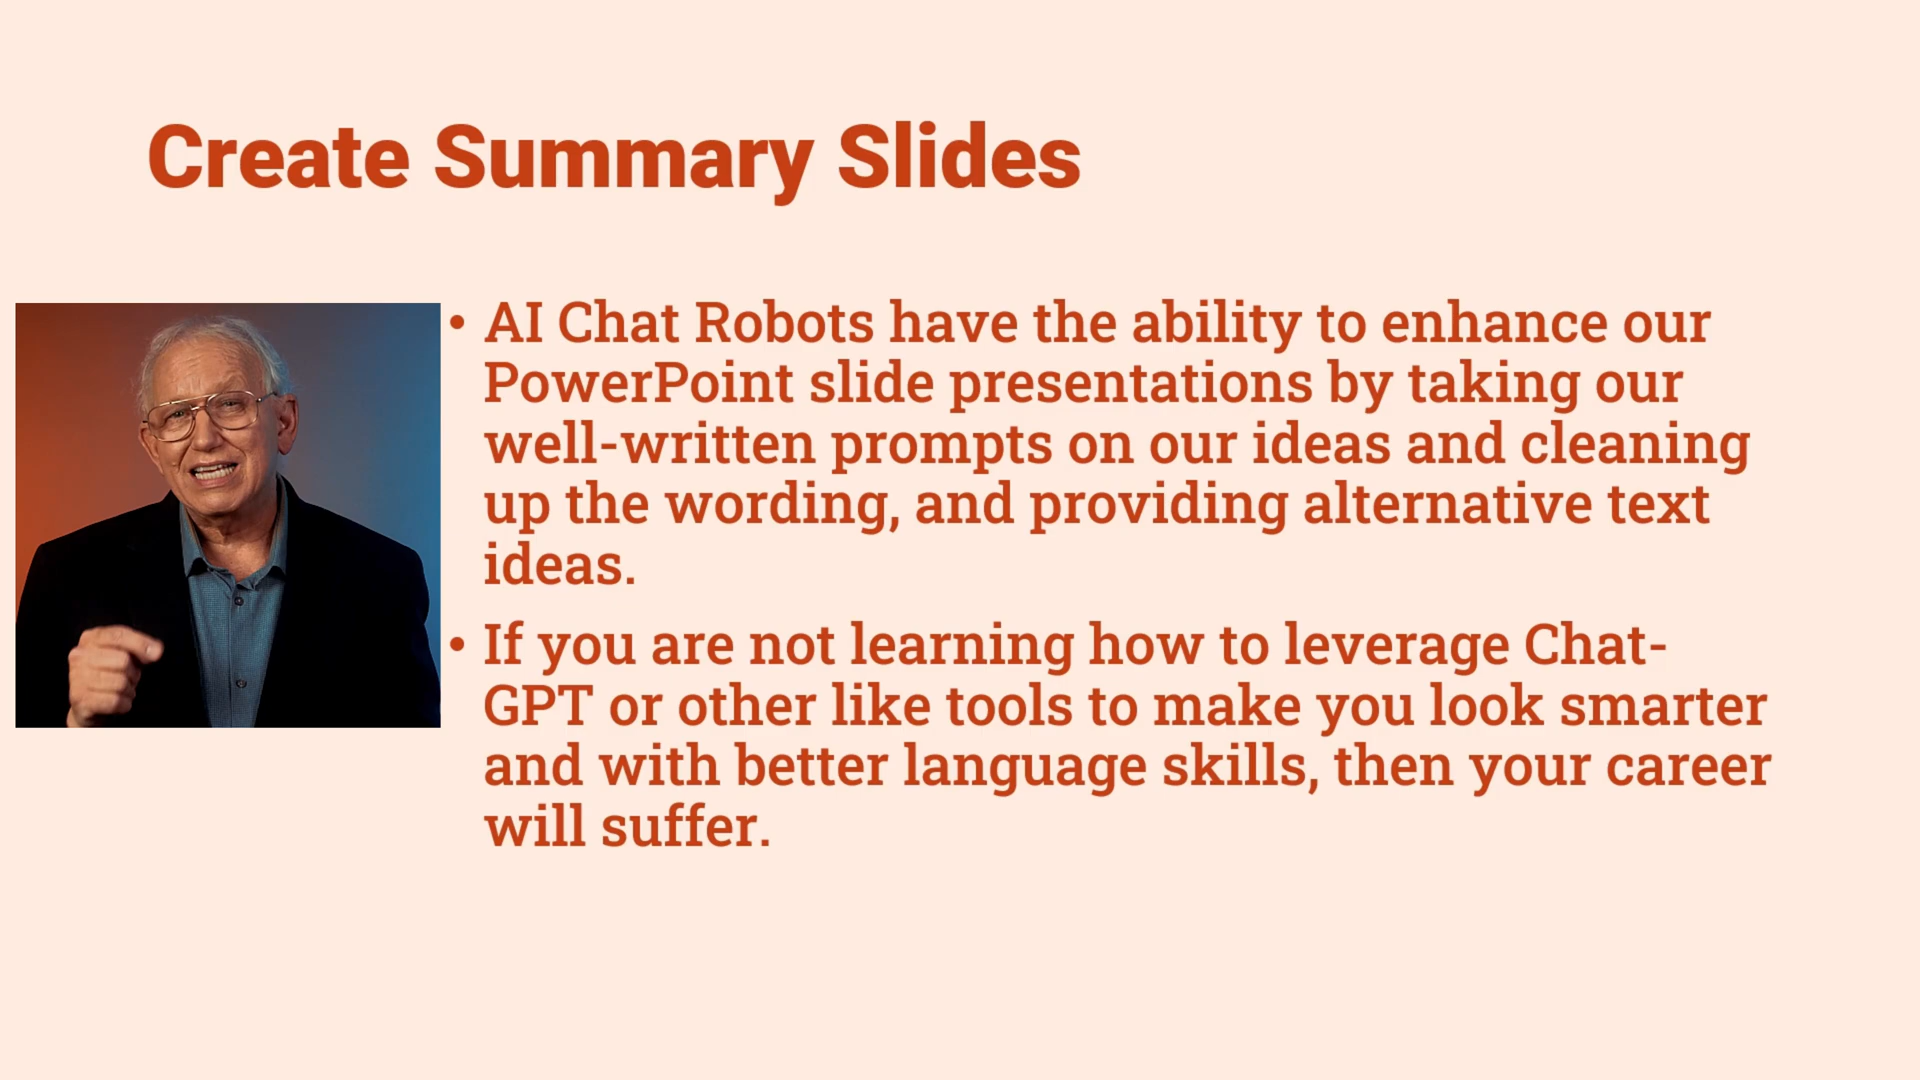 Create Summary Slides
• AI Chat Robots have the ability to enhance our
PowerPoint slide presentations by taking our
well-written prompts on our ideas and cleaning
up the wording, and providing alternative text
ideas.
• If you are not learning how to leverage Chat-
GPT or other like tools to make you look smarter
and with better language skills, then your career
will suffer.